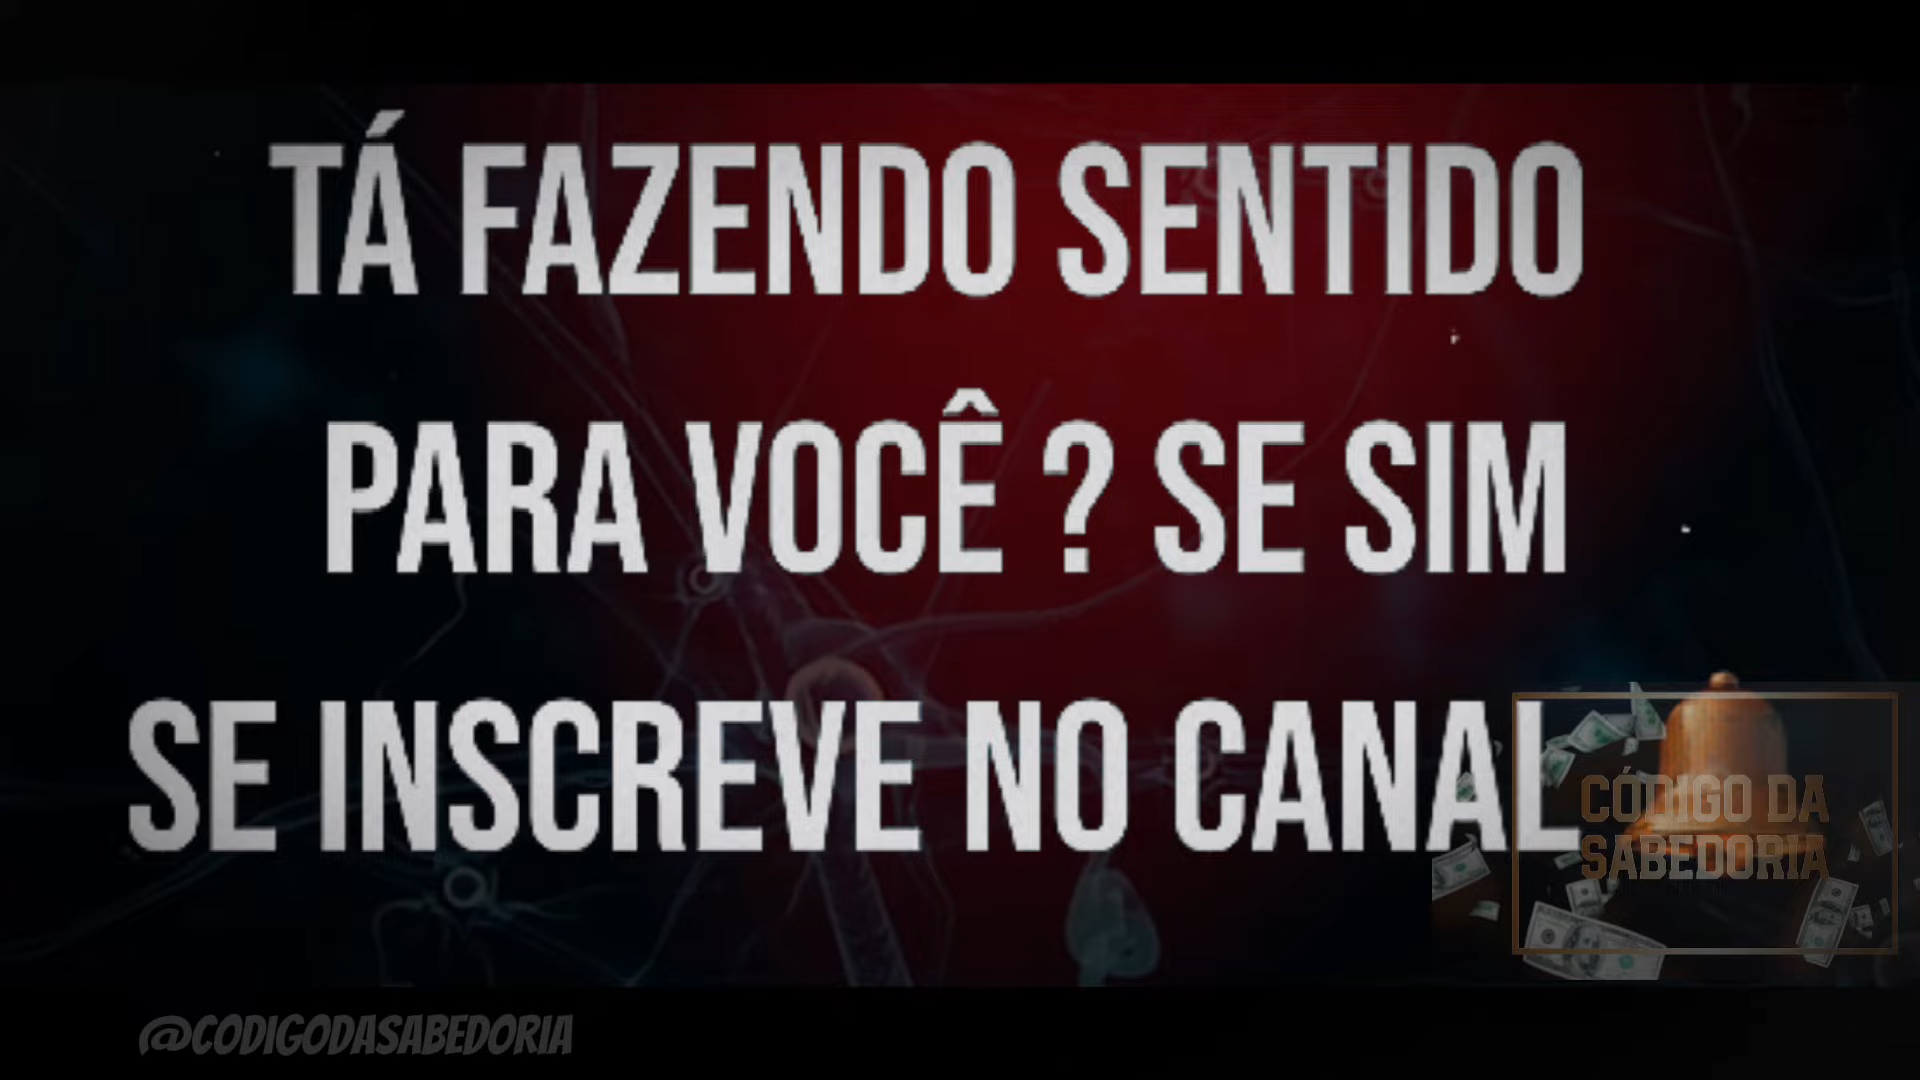 TÁ FAZENDO SENTIDO
PARA VOCÊ ? SE SIM
SE INSCREVE NO CANAL
CÓDIGO DA
SABEDORIA
@CODIGODASABEDORIA